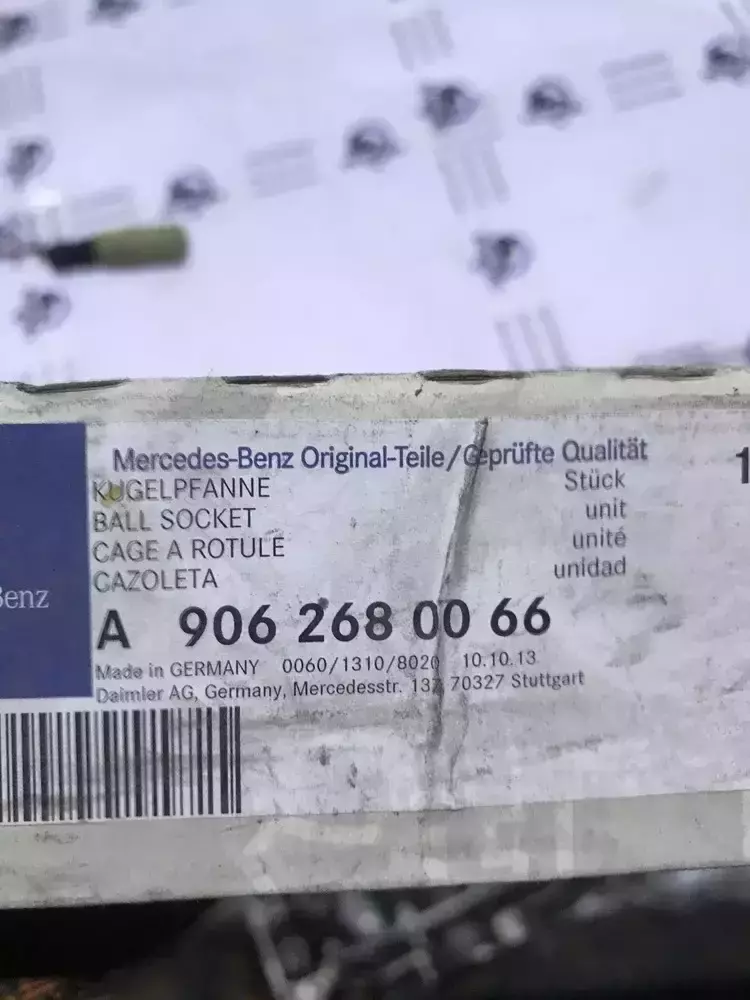 Mercedes-Benz Original-Teile/Geprüfte Qualität
KUGELPFANNE Stück
BALL SOCKET unit
CAGE A ROTULE unité
CAZOLETA unidad
1
Benz
A 906 268 00 66
Made in GERMANY 0060/1310/8020 10.10.13
Daimler AG, Germany, Mercedesstr. 137, 70327 Stuttgart